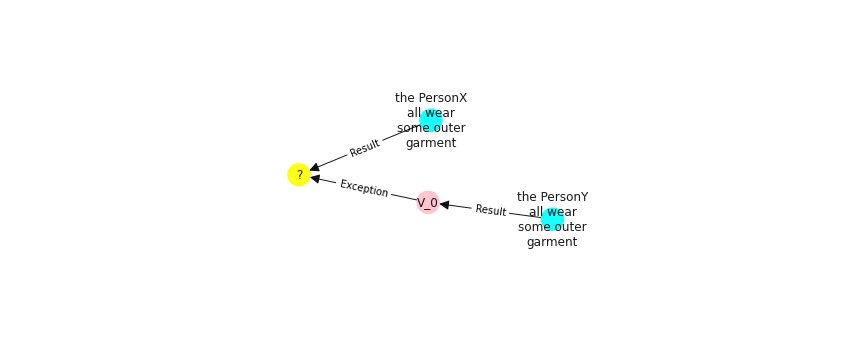 the PersonX
all wear
some outer
garment
Result
?
Exception
V_0
Result
the PersonY
all wear
some outer
garment